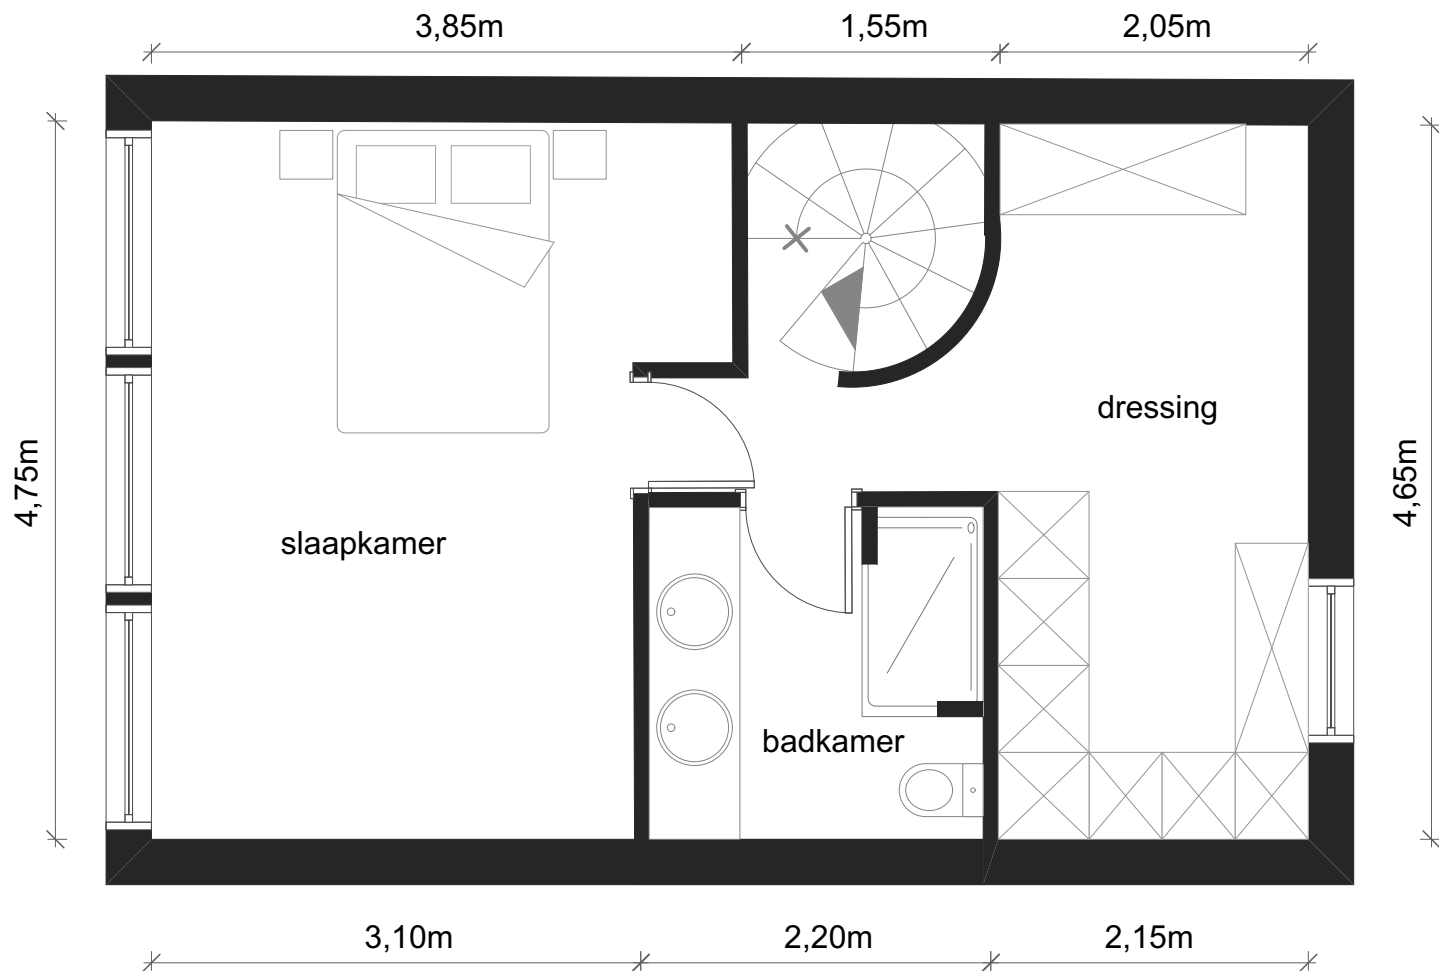 3,85m
1,55m
2,05m
4,75m
4,65m
dressing
slaapkamer
badkamer
3,10m
2,20m
2,15m